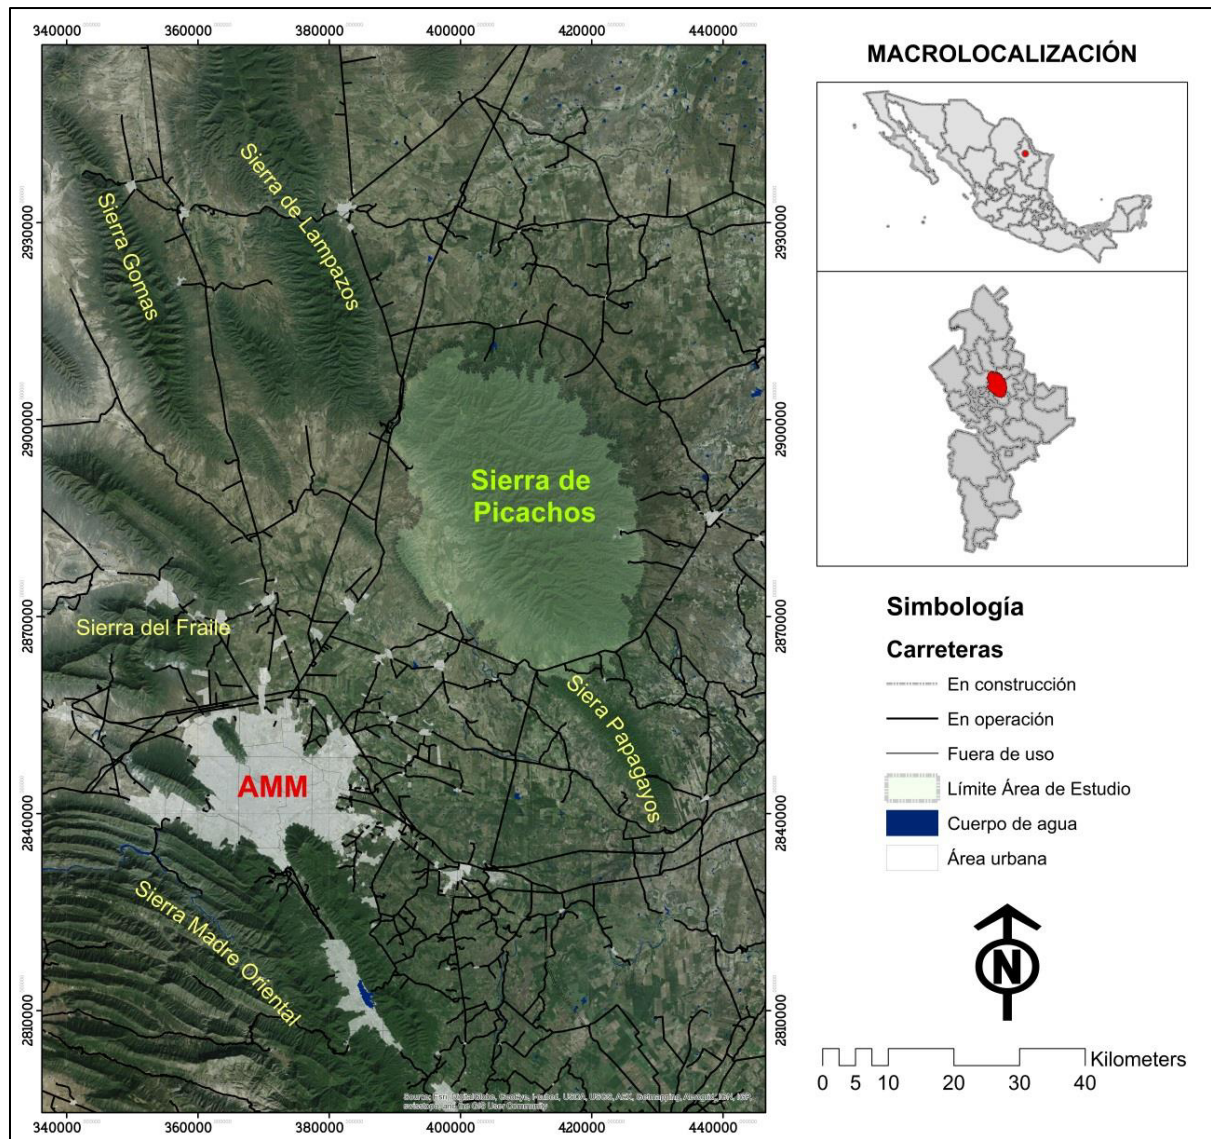 340000 360000 380000 400000 420000 440000
MACROLOCALIZACIÓN
2930000
2930000
Sierra Gomas
Sierra de Lampazos
2900000
2900000
Sierra de
Picachos
2870000
2870000
Sierra del Fraile
Siera Papagayos
AMM
2840000
2840000
Sierra Madre Oriental
2810000
2810000
340000 360000 380000 400000 420000 440000
Simbología
Carreteras
En construcción
En operación
Fuera de uso
Límite Área de Estudio
Cuerpo de agua
Área urbana
N
Kilometers
0 5 10 20 30 40